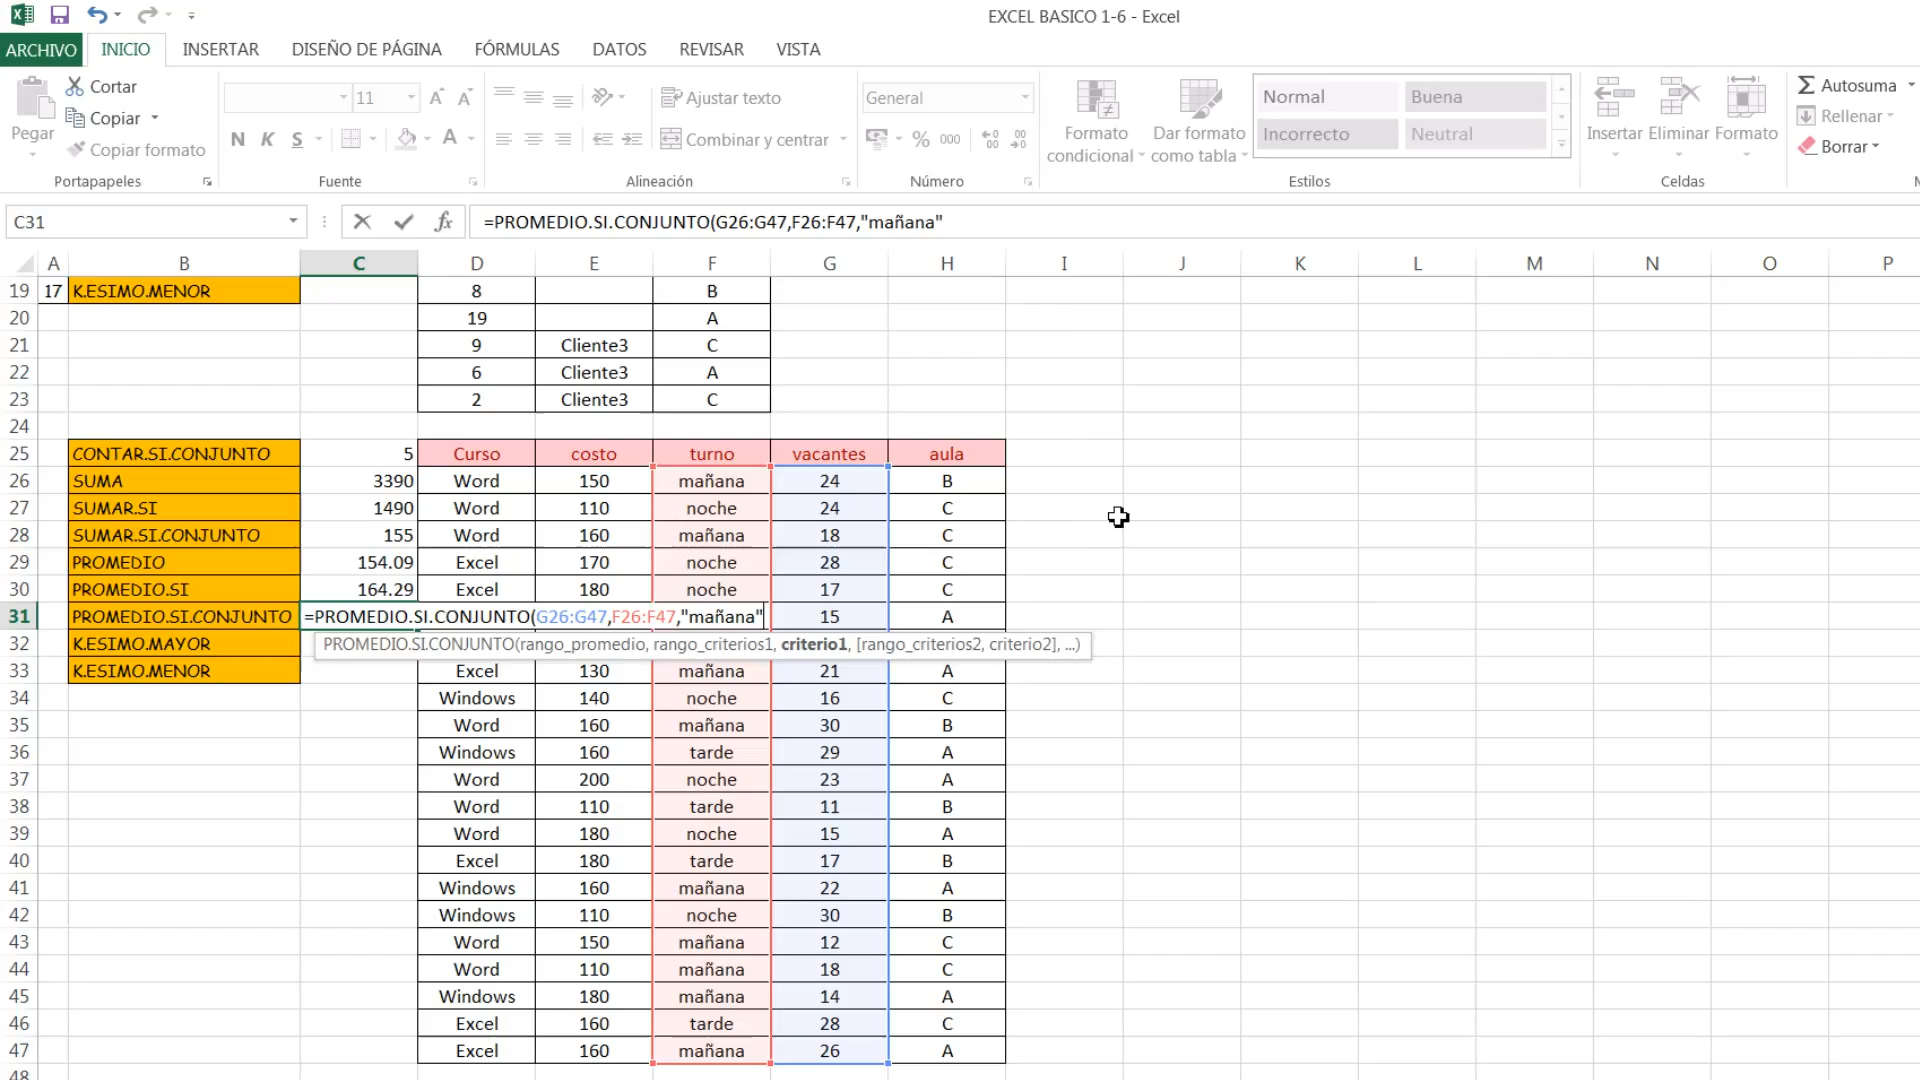 EXCEL BASICO 1-6 - Excel
ARCHIVO INICIO INSERTAR DISEÑO DE PÁGINA FÓRMULAS DATOS REVISAR VISTA
Pegar
Cortar
Copiar
Copiar formato
Portapapeles
11
N K S
Fuente
Ajustar texto
Combinar y centrar
Alineación
General
% 000
Número
Formato condicional
Dar formato como tabla
Normal Buena
Incorrecto Neutral
Estilos
Insertar Eliminar Formato
Celdas
Autosuma
Rellenar
Borrar
C31 fx =PROMEDIO.SI.CONJUNTO(G26:G47,F26:F47,"mañana"
A B C D E F G H I J K L M N O P
19 17 K.ESIMO.MENOR 8 B
20 19 A
21 9 Cliente3 C
22 6 Cliente3 A
23 2 Cliente3 C
24
25 CONTAR.SI.CONJUNTO 5 Curso costo turno vacantes aula
26 SUMA 3390 Word 150 mañana 24 B
27 SUMAR.SI 1490 Word 110 noche 24 C
28 SUMAR.SI.CONJUNTO 155 Word 160 mañana 18 C
29 PROMEDIO 154.09 Excel 170 noche 28 C
30 PROMEDIO.SI 164.29 Excel 180 noche 17 C
31 PROMEDIO.SI.CONJUNTO =PROMEDIO.SI.CONJUNTO(G26:G47,F26:F47,"mañana" 15 A
32 K.ESIMO.MAYOR PROMEDIO.SI.CONJUNTO(rango_promedio, rango_criterios1, criterio1, [rango_criterios2, criterio2], ...)
33 K.ESIMO.MENOR Excel 130 mañana 21 A
34 Windows 140 noche 16 C
35 Word 160 mañana 30 B
36 Windows 160 tarde 29 A
37 Word 200 noche 23 A
38 Word 110 tarde 11 B
39 Word 180 noche 15 A
40 Excel 180 tarde 17 B
41 Windows 160 mañana 22 A
42 Windows 110 noche 30 B
43 Word 150 mañana 12 C
44 Word 110 mañana 18 C
45 Windows 180 mañana 14 A
46 Excel 160 tarde 28 C
47 Excel 160 mañana 26 A
48